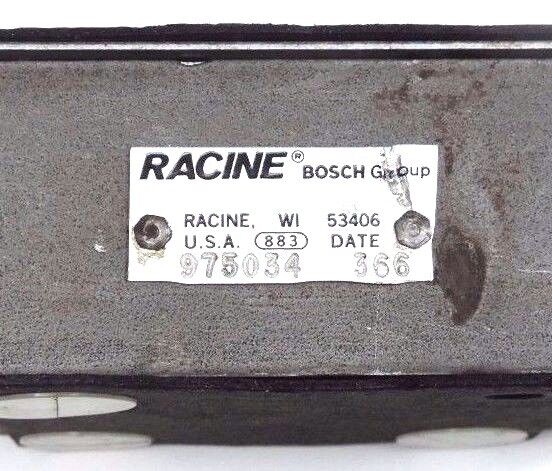 RACINE® BOSCH Group
RACINE, WI 53406
U.S.A. 883 DATE
975034 366